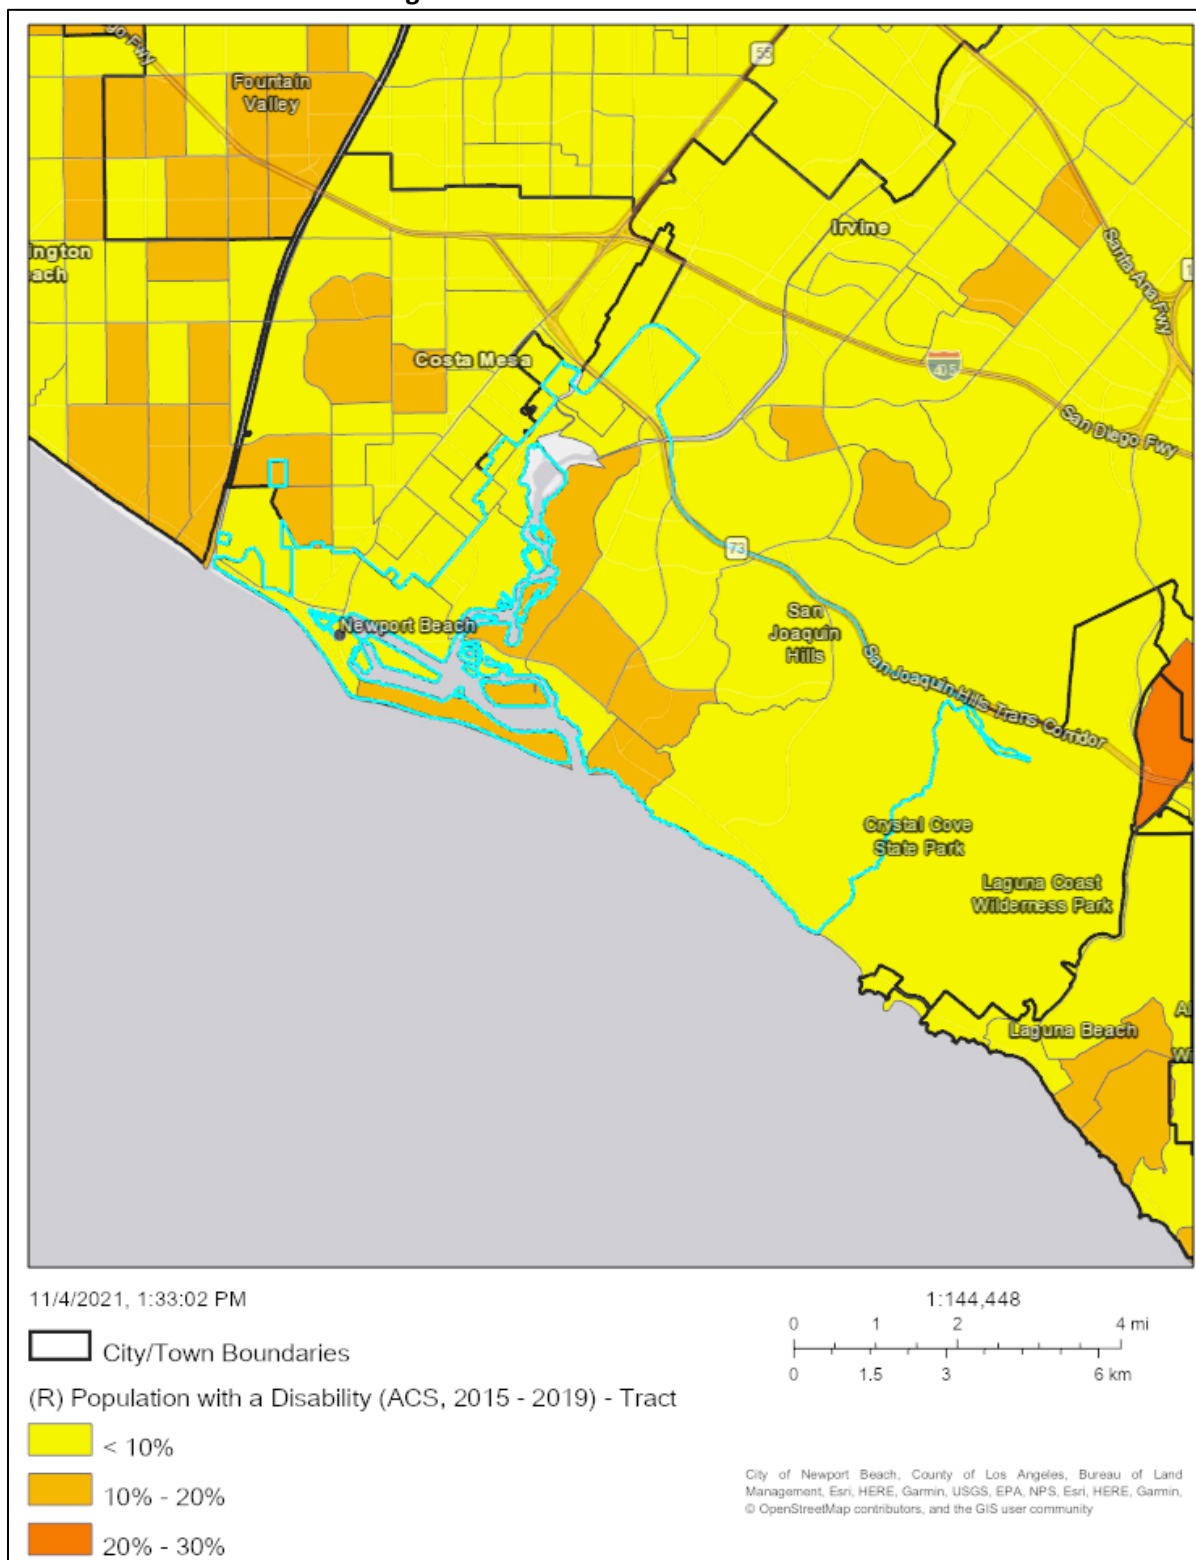 g
go Fwy
55
Fountain
Valley
Irvine
ington
each
Santa Ana Fwy
1
Costa Mesa
405
San Diego Fwy
73
San
Joaquin
Hills
Newport Beach
San Joaquin Hills Trans Corridor
Crystal Cove
State Park
Laguna Coast
Wilderness Park
Al
Laguna Beach
11/4/2021, 1:33:02 PM
1:144,448
0 1 2 4 mi
0 1.5 3 6 km
City/Town Boundaries
(R) Population with a Disability (ACS, 2015 - 2019) - Tract
< 10%
10% - 20%
20% - 30%
City of Newport Beach, County of Los Angeles, Bureau of Land
Management, Esri, HERE, Garmin, USGS, EPA, NPS, Esri, HERE, Garmin,
© OpenStreetMap contributors, and the GIS user community